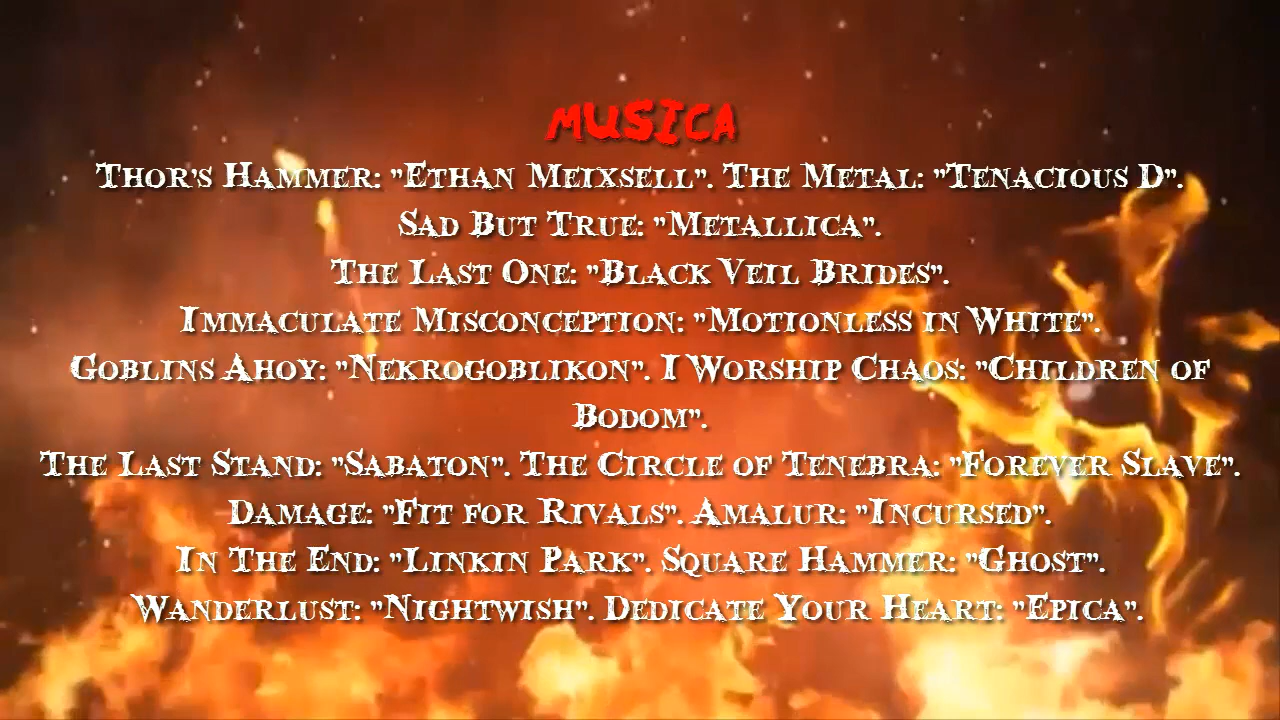 MUSICA
Thor's Hammer: "Ethan Meixsell". The Metal: "Tenacious D".
Sad But True: "Metallica".
The Last One: "Black Veil Brides".
Immaculate Misconception: "Motionless in White".
Goblins Ahoy: "Nekrogoblikon". I Worship Chaos: "Children of
Bodom".
The Last Stand: "Sabaton". The Circle of Tenebra: "Forever Slave".
Damage: "Fit for Rivals". Amalur: "Incursed".
In The End: "Linkin Park". Square Hammer: "Ghost".
Wanderlust: "Nightwish". Dedicate Your Heart: "Epica".